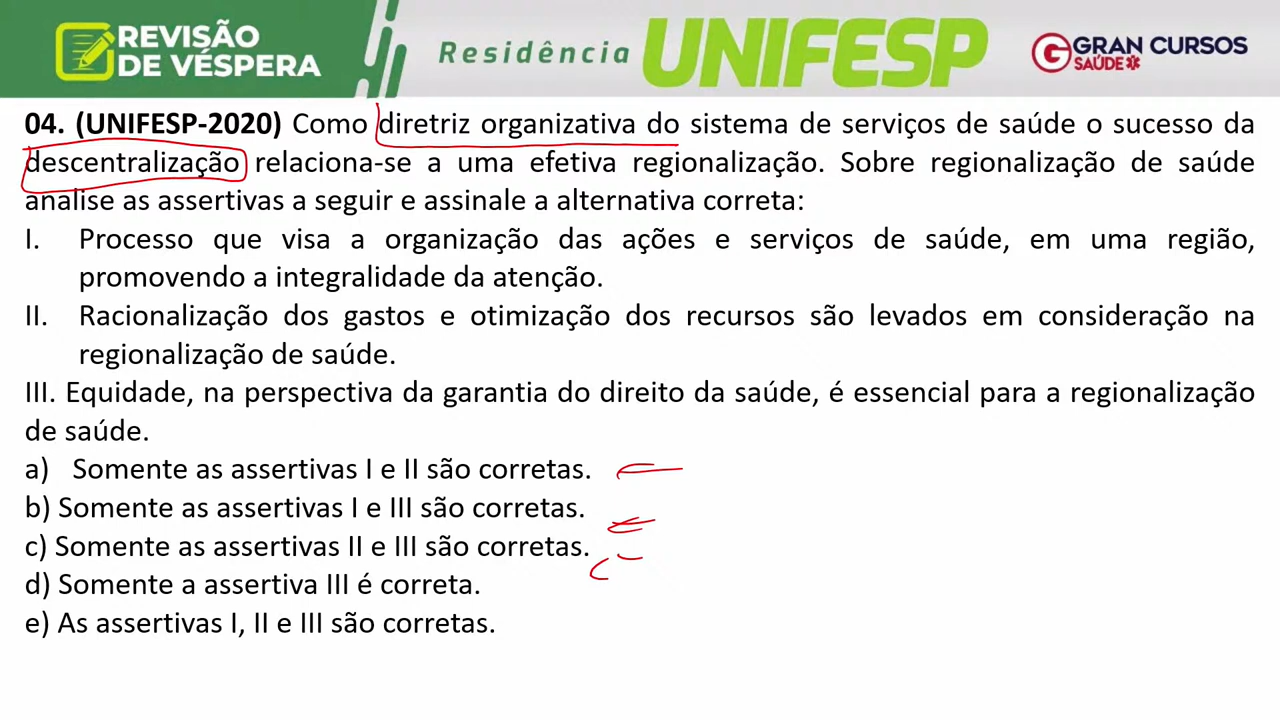 REVISÃO
DE VÉSPERA
Residência UNIFESP
GRAN CURSOS
SAÚDE
04. (UNIFESP-2020) Como diretriz organizativa do sistema de serviços de saúde o sucesso da
descentralização relaciona-se a uma efetiva regionalização. Sobre regionalização de saúde
analise as assertivas a seguir e assinale a alternativa correta:
I. Processo que visa a organização das ações e serviços de saúde, em uma região,
promovendo a integralidade da atenção.
II. Racionalização dos gastos e otimização dos recursos são levados em consideração na
regionalização de saúde.
III. Equidade, na perspectiva da garantia do direito da saúde, é essencial para a regionalização
de saúde.
a) Somente as assertivas I e II são corretas.
b) Somente as assertivas I e III são corretas.
c) Somente as assertivas II e III são corretas.
d) Somente a assertiva III é correta.
e) As assertivas I, II e III são corretas.